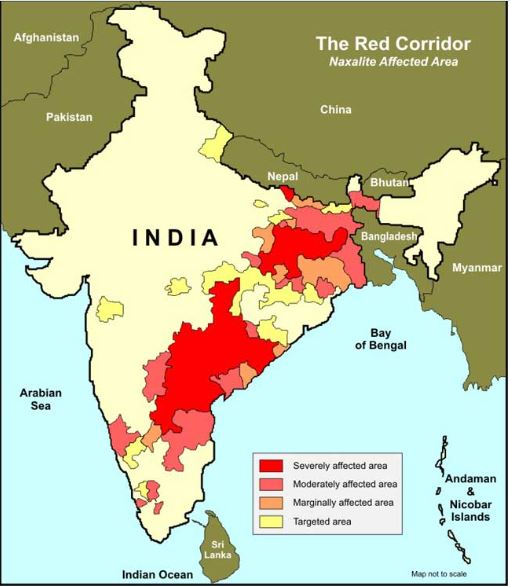 The Red Corridor
Naxalite Affected Area
Afghanistan
Pakistan
China
Nepal
Bhutan
INDIA
Bangladesh
Myanmar
Bay
of Bengal
Arabian
Sea
Severely affected area
Moderately affected area
Marginally affected area
Targeted area
Andaman
&
Nicobar
Islands
Sri
Lanka
Indian Ocean
Map not to scale